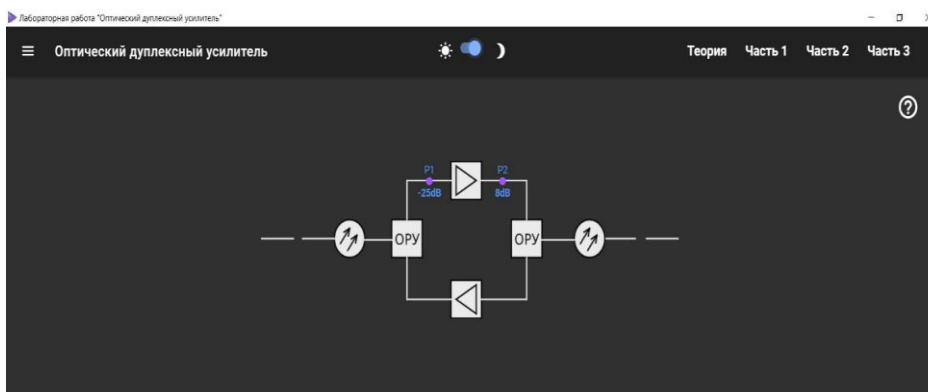 Лабораторная работа "Оптический дуплексный усилитель"
Оптический дуплексный усилитель
Теория Часть 1 Часть 2 Часть 3
?
P1 P2
-25dB 8dB
ОРУ ОРУ